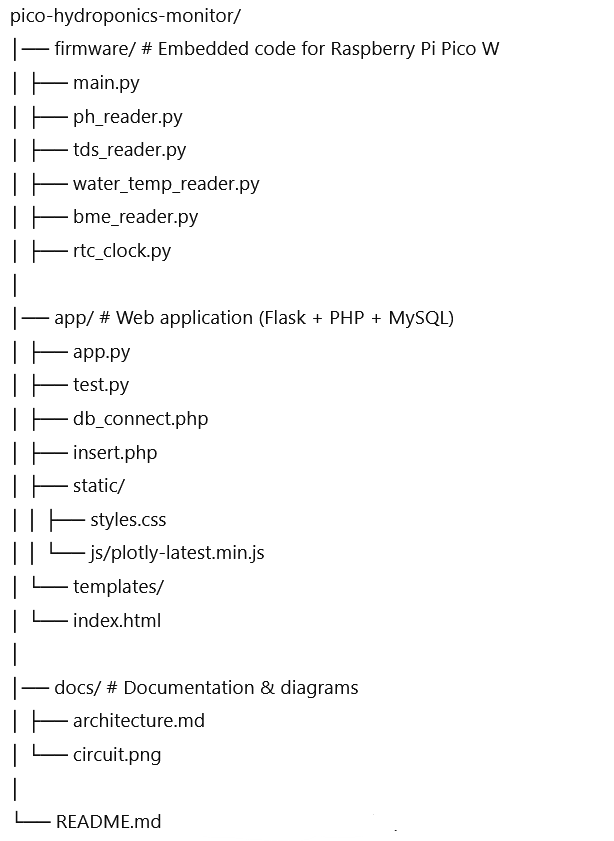 pico-hydroponics-monitor/
│── firmware/ # Embedded code for Raspberry Pi Pico W
│ ├── main.py
│ ├── ph_reader.py
│ ├── tds_reader.py
│ ├── water_temp_reader.py
│ ├── bme_reader.py
│ ├── rtc_clock.py
│
│── app/ # Web application (Flask + PHP + MySQL)
│ ├── app.py
│ ├── test.py
│ ├── db_connect.php
│ ├── insert.php
│ ├── static/
│ │ ├── styles.css
│ │ └── js/plotly-latest.min.js
│ └── templates/
│ └── index.html
│
│── docs/ # Documentation & diagrams
│ ├── architecture.md
│ └── circuit.png
│
└── README.md